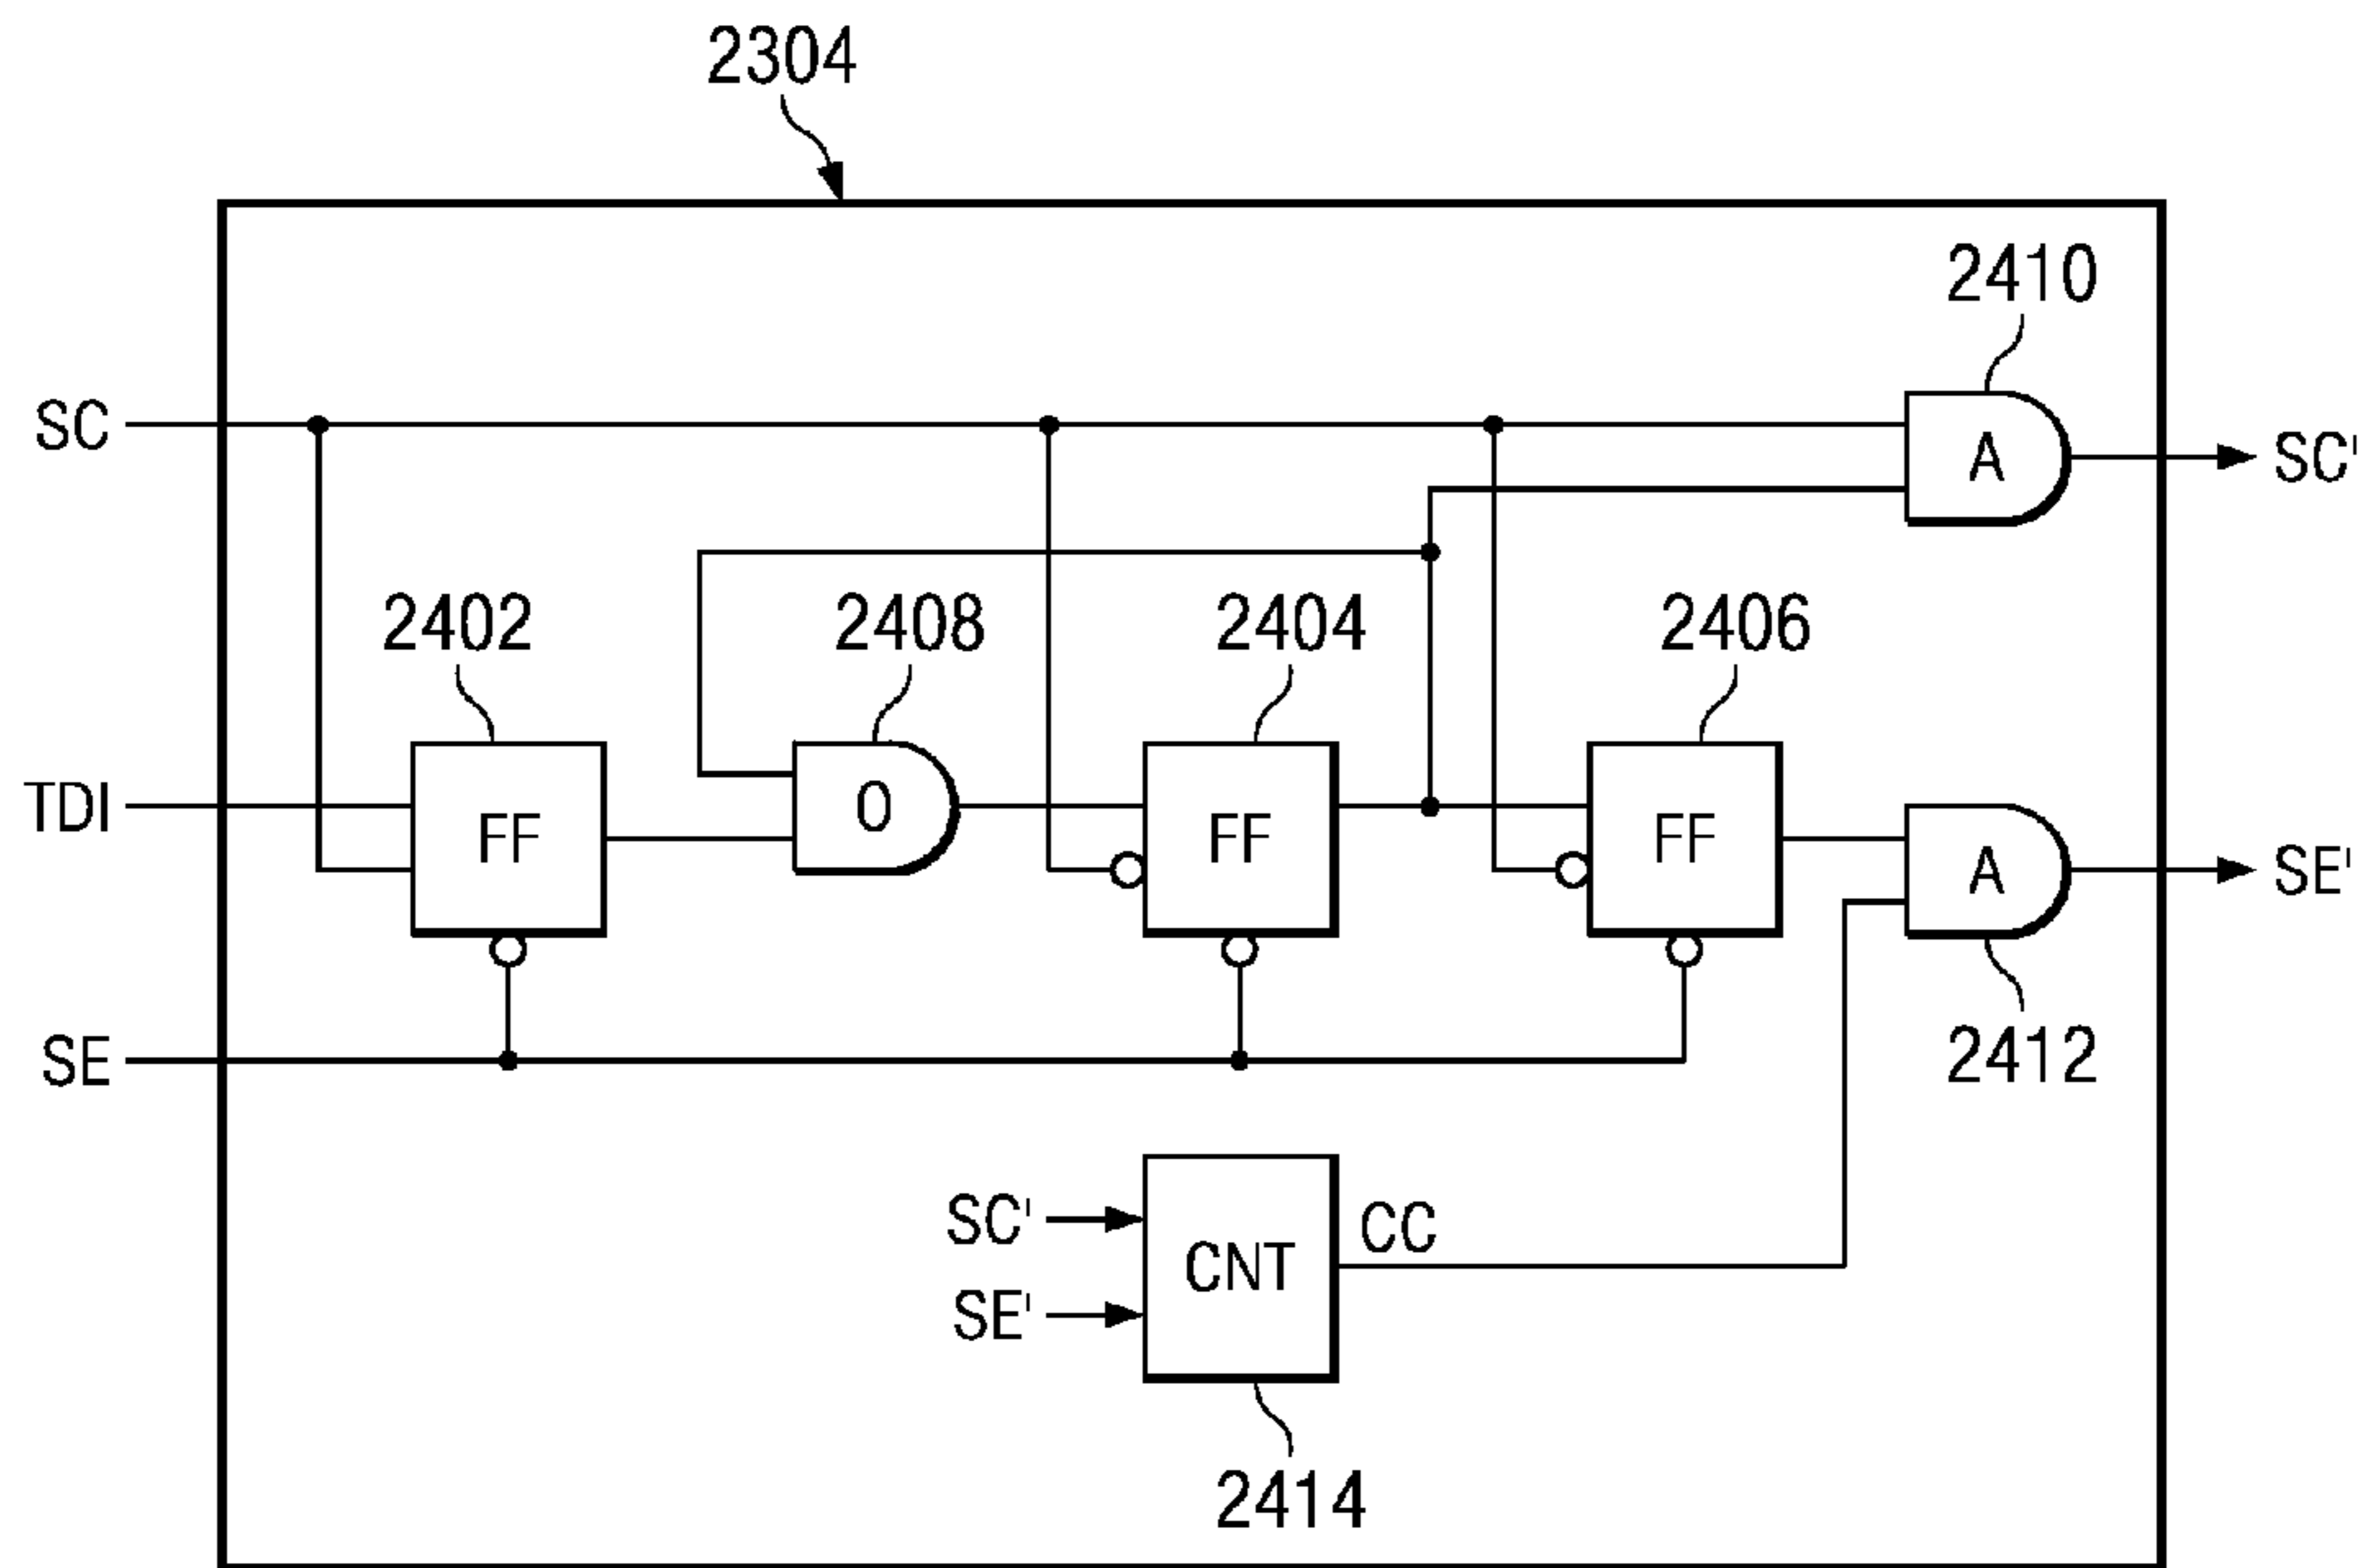 2304
2410
SC
A
SC'
2402
2408
2404
2406
TDI
FF
O
FF
FF
A
SE'
SE
2412
SC'
CC
CNT
SE'
2414